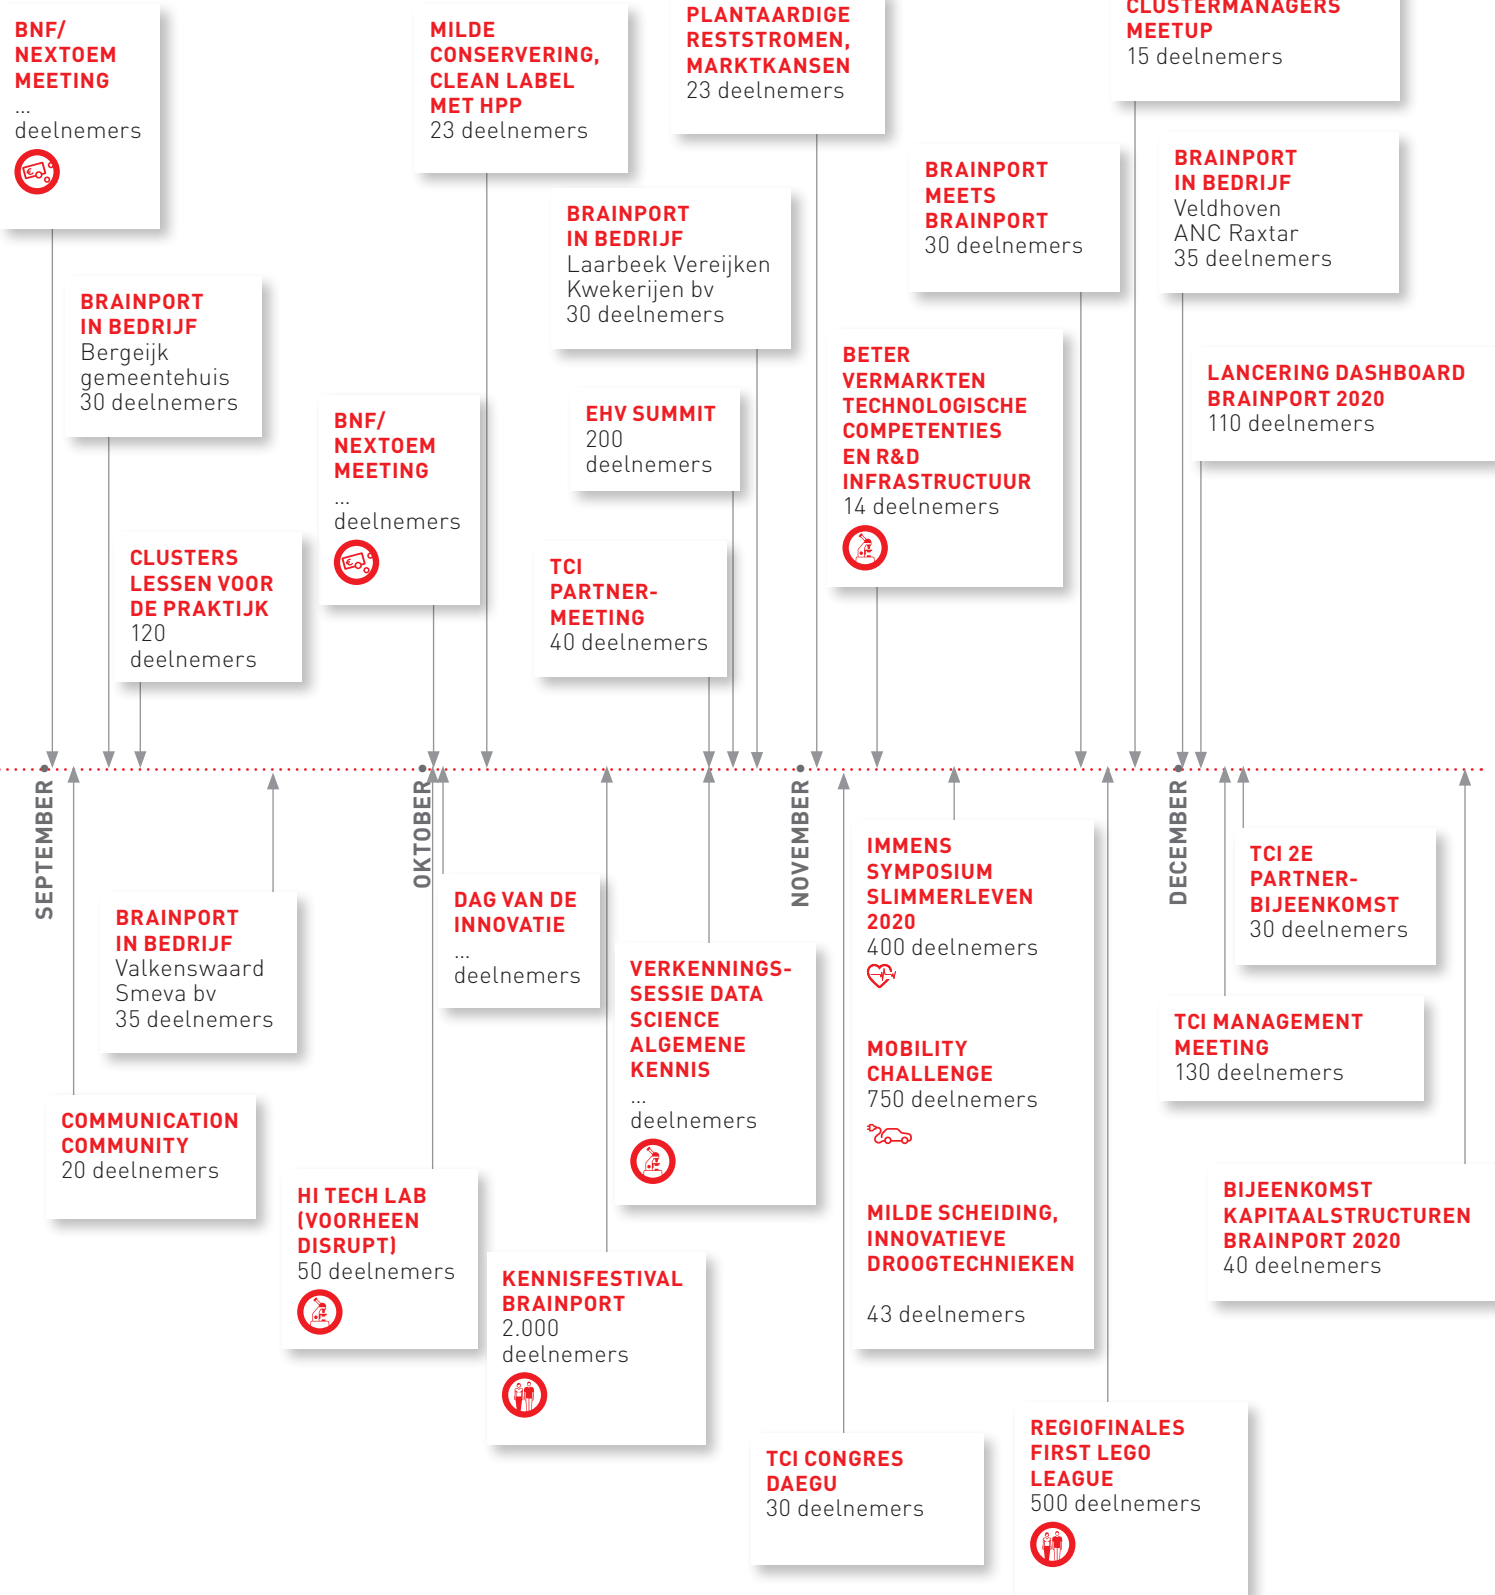 BNF/
NEXTOEM
MEETING
...
deelnemers
MILDE
CONSERVERING,
CLEAN LABEL
MET HPP
23 deelnemers
PLANTAARDIGE
RESTSTROMEN,
MARKTKANSEN
23 deelnemers
CLUSTERMANAGERS
MEETUP
15 deelnemers
BRAINPORT
IN BEDRIJF
Bergeijk
gemeentehuis
30 deelnemers
BRAINPORT
IN BEDRIJF
Laarbeek Vereijken
Kwekerijen bv
30 deelnemers
BRAINPORT
MEETS
BRAINPORT
30 deelnemers
BRAINPORT
IN BEDRIJF
Veldhoven
ANC Raxtar
35 deelnemers
CLUSTERS
LESSEN VOOR
DE PRAKTIJK
120
deelnemers
BNF/
NEXTOEM
MEETING
...
deelnemers
EHV SUMMIT
200
deelnemers
TCI
PARTNER-
MEETING
40 deelnemers
BETER
VERMARKTEN
TECHNOLOGISCHE
COMPETENTIES
EN R&D
INFRASTRUCTUUR
14 deelnemers
LANCERING DASHBOARD
BRAINPORT 2020
110 deelnemers
SEPTEMBER
OKTOBER
NOVEMBER
DECEMBER
BRAINPORT
IN BEDRIJF
Valkenswaard
Smeva bv
35 deelnemers
COMMUNICATION
COMMUNITY
20 deelnemers
HI TECH LAB
(VOORHEEN
DISRUPT)
50 deelnemers
DAG VAN DE
INNOVATIE
...
deelnemers
KENNISFESTIVAL
BRAINPORT
2.000
deelnemers
VERKENNINGS-
SESSIE DATA
SCIENCE
ALGEMENE
KENNIS
...
deelnemers
IMMENS
SYMPOSIUM
SLIMMERLEVEN
2020
400 deelnemers
MOBILITY
CHALLENGE
750 deelnemers
MILDE SCHEIDING,
INNOVATIEVE
DROOGTECHNIEKEN
43 deelnemers
TCI CONGRES
DAEGU
30 deelnemers
REGIOFINALES
FIRST LEGO
LEAGUE
500 deelnemers
TCI 2E
PARTNER-
BIJEENKOMST
30 deelnemers
TCI MANAGEMENT
MEETING
130 deelnemers
BIJEENKOMST
KAPITAALSTRUCTUREN
BRAINPORT 2020
40 deelnemers